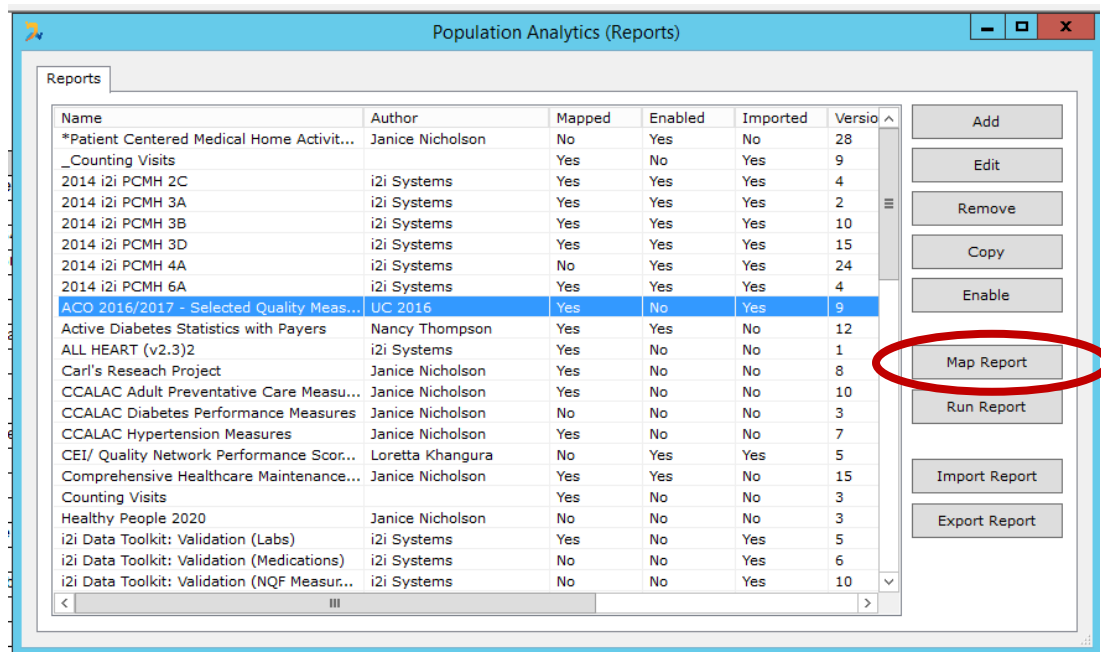 Population Analytics (Reports)
Reports
Name Author Mapped Enabled Imported Versio
*Patient Centered Medical Home Activit... Janice Nicholson No Yes No 28
_Counting Visits Yes No Yes 9
2014 i2i PCMH 2C i2i Systems Yes Yes Yes 4
2014 i2i PCMH 3A i2i Systems Yes Yes Yes 2
2014 i2i PCMH 3B i2i Systems Yes Yes Yes 10
2014 i2i PCMH 3D i2i Systems Yes Yes Yes 15
2014 i2i PCMH 4A i2i Systems No Yes Yes 24
2014 i2i PCMH 6A i2i Systems Yes Yes Yes 4
ACO 2016/2017 - Selected Quality Meas... UC 2016 Yes No Yes 9
Active Diabetes Statistics with Payers Nancy Thompson Yes Yes No 12
ALL HEART (v2.3)2 i2i Systems Yes No No 1
Carl's Reseach Project Janice Nicholson Yes No No 8
CCALAC Adult Preventative Care Measu... Janice Nicholson Yes No No 10
CCALAC Diabetes Performance Measures Janice Nicholson No No No 3
CCALAC Hypertension Measures Janice Nicholson Yes No No 7
CEI/ Quality Network Performance Scor... Loretta Khangura No Yes Yes 5
Comprehensive Healthcare Maintenance... Janice Nicholson Yes Yes No 15
Counting Visits Yes No No 3
Healthy People 2020 Janice Nicholson No No No 3
i2i Data Toolkit: Validation (Labs) i2i Systems Yes No Yes 5
i2i Data Toolkit: Validation (Medications) i2i Systems No No Yes 6
i2i Data Toolkit: Validation (NQF Measur... i2i Systems No No Yes 10
Add
Edit
Remove
Copy
Enable
Map Report
Run Report
Import Report
Export Report